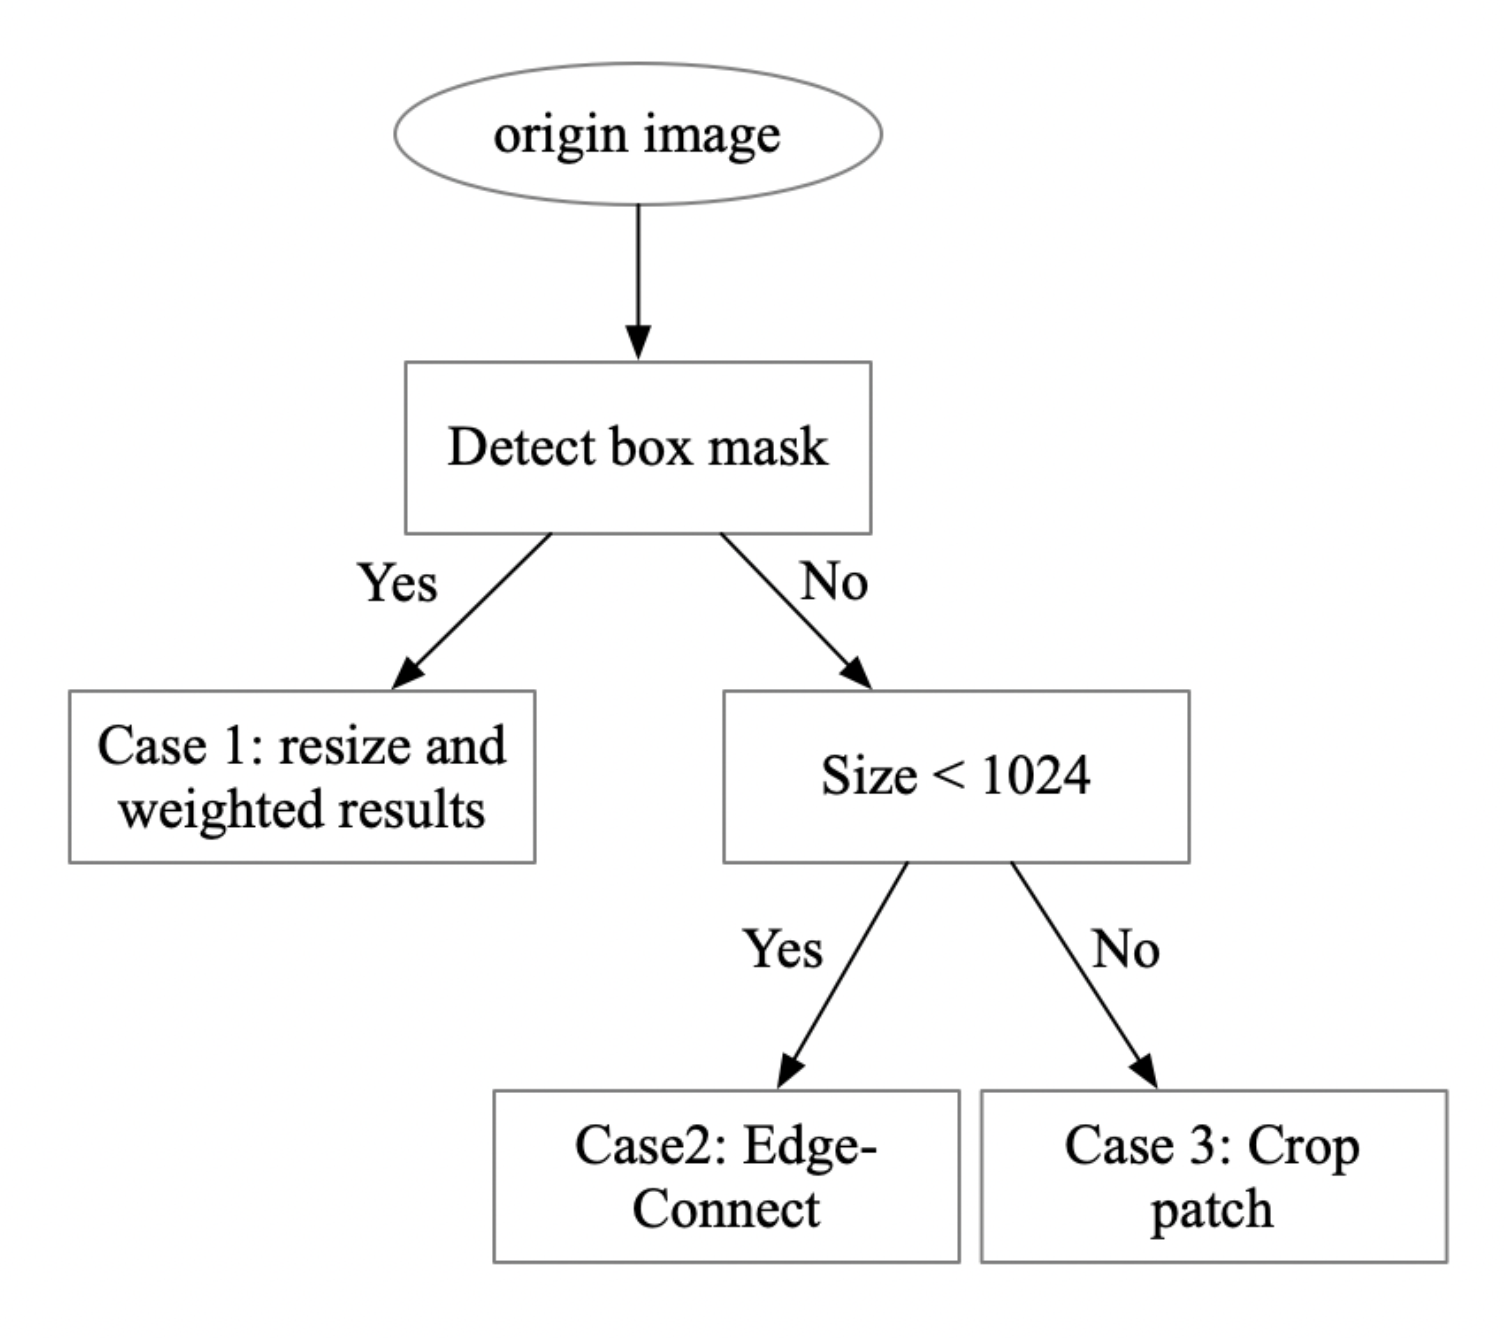 origin image
Detect box mask
Yes
No
Case 1: resize and
weighted results
Size < 1024
Yes
No
Case2: Edge-
Connect
Case 3: Crop
patch